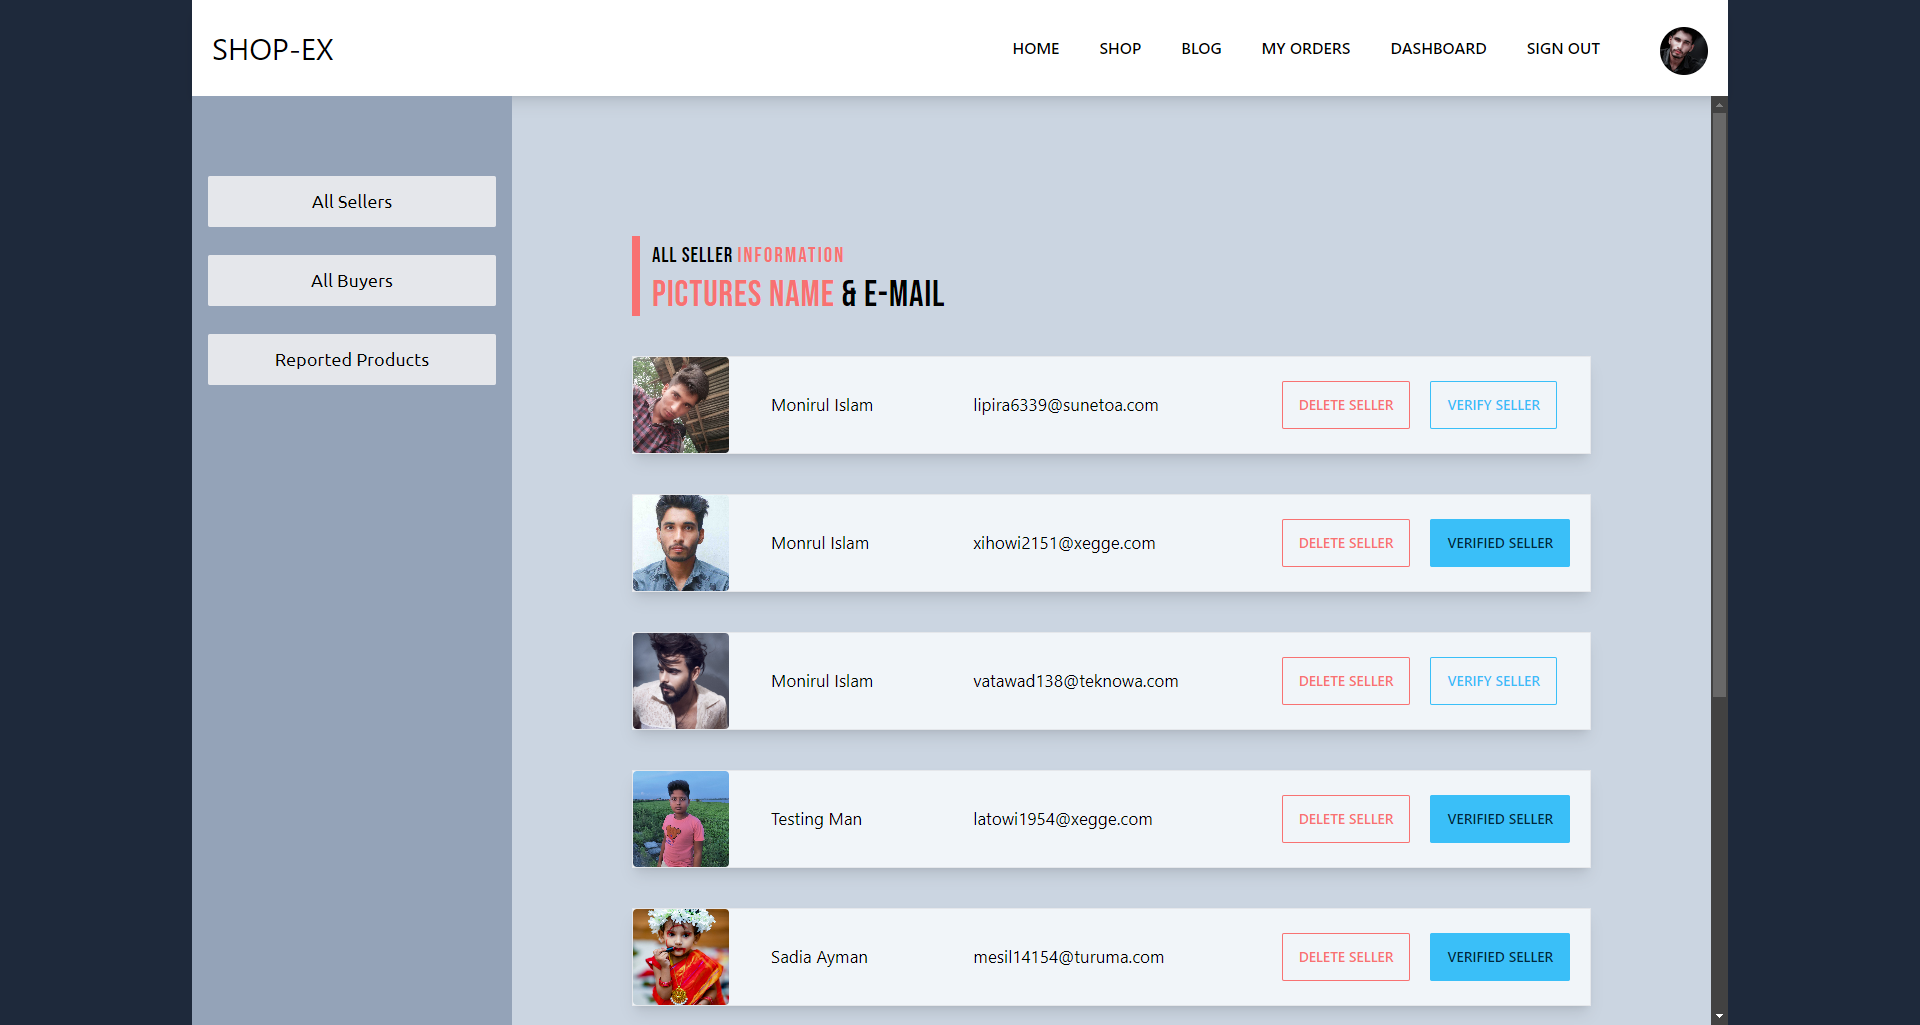 SHOP-EX
HOME SHOP BLOG MY ORDERS DASHBOARD SIGN OUT
All Sellers
All Buyers
Reported Products
ALL SELLER INFORMATION
PICTURES NAME & E-MAIL
Monirul Islam lipira6339@sunetoa.com DELETE SELLER VERIFY SELLER
Monrul Islam xihowi2151@xegge.com DELETE SELLER VERIFIED SELLER
Monirul Islam vatawad138@teknowa.com DELETE SELLER VERIFY SELLER
Testing Man latowi1954@xegge.com DELETE SELLER VERIFIED SELLER
Sadia Ayman mesil14154@turuma.com DELETE SELLER VERIFIED SELLER